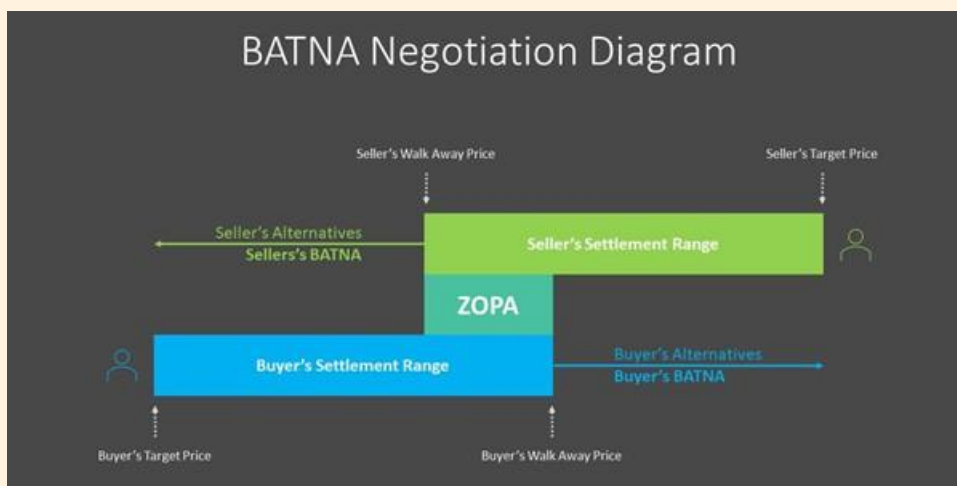 BATNA Negotiation Diagram
Seller's Walk Away Price
Seller's Target Price
Seller's Alternatives
Sellers's BATNA
Seller's Settlement Range
ZOPA
Buyer's Settlement Range
Buyer's Alternatives
Buyer's BATNA
Buyer's Target Price
Buyer's Walk Away Price